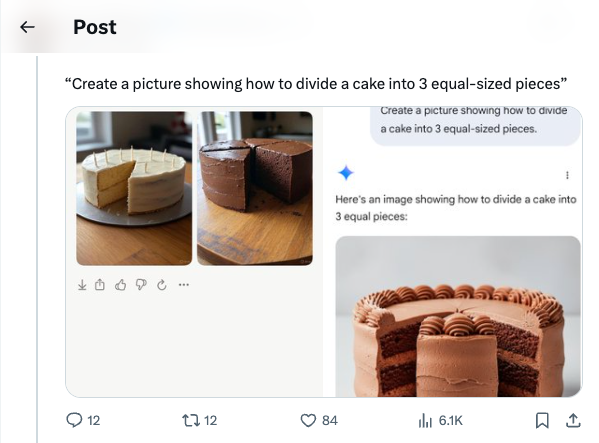 Post
“Create a picture showing how to divide a cake into 3 equal-sized pieces”
Create a picture showing how to divide
a cake into 3 equal-sized pieces.
Here's an image showing how to divide a cake into
3 equal pieces:
12 12 84 6.1K